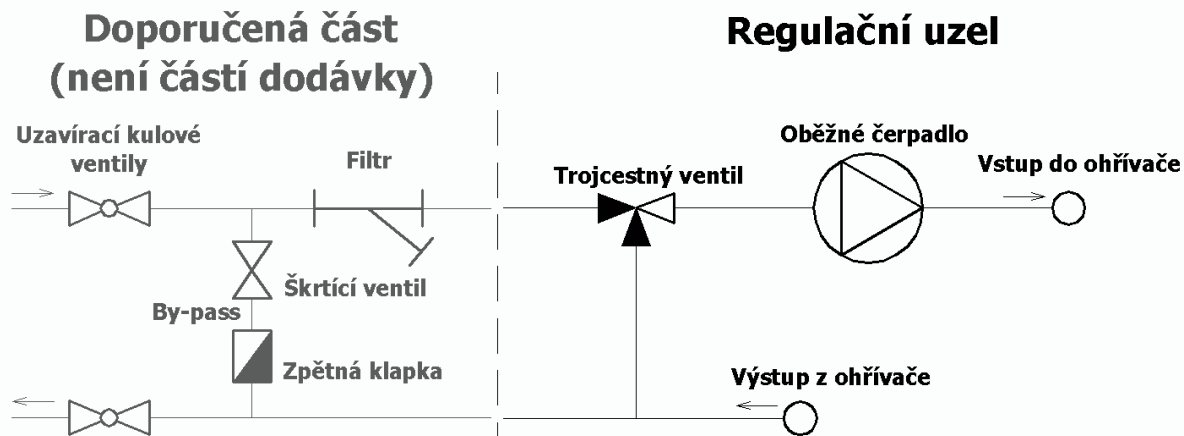 Doporučená část
(není částí dodávky)
Regulační uzel
Uzavírací kulové
ventily
Filtr
Trojcestný ventil
Oběžné čerpadlo
Vstup do ohřívače
Škrtící ventil
By-pass
Zpětná klapka
Výstup z ohřívače